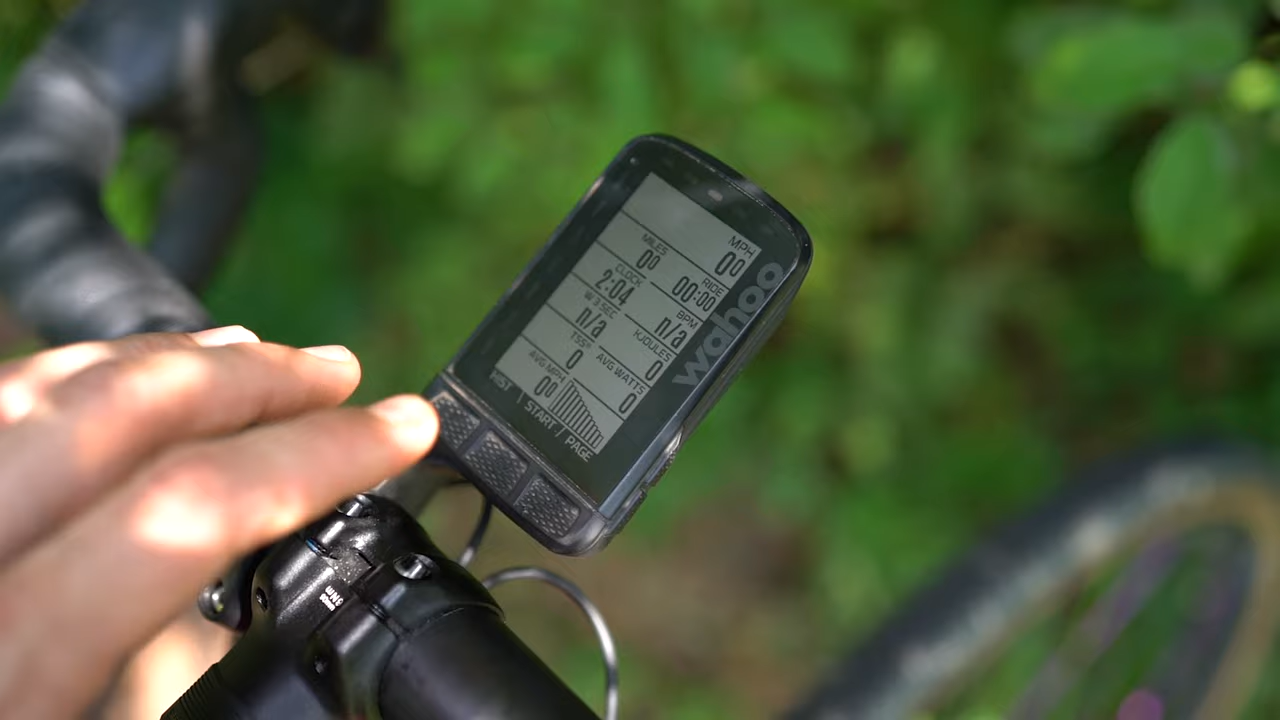 MPH
00
MILES
00
RIDE
00:00
CLOCK
2:04
BPM
n/a
W 3 SEC
n/a
KJOULES
0
TSS®
0
AVG WATTS
0
AVG MPH
00
HIST START / PAGE
wahoo